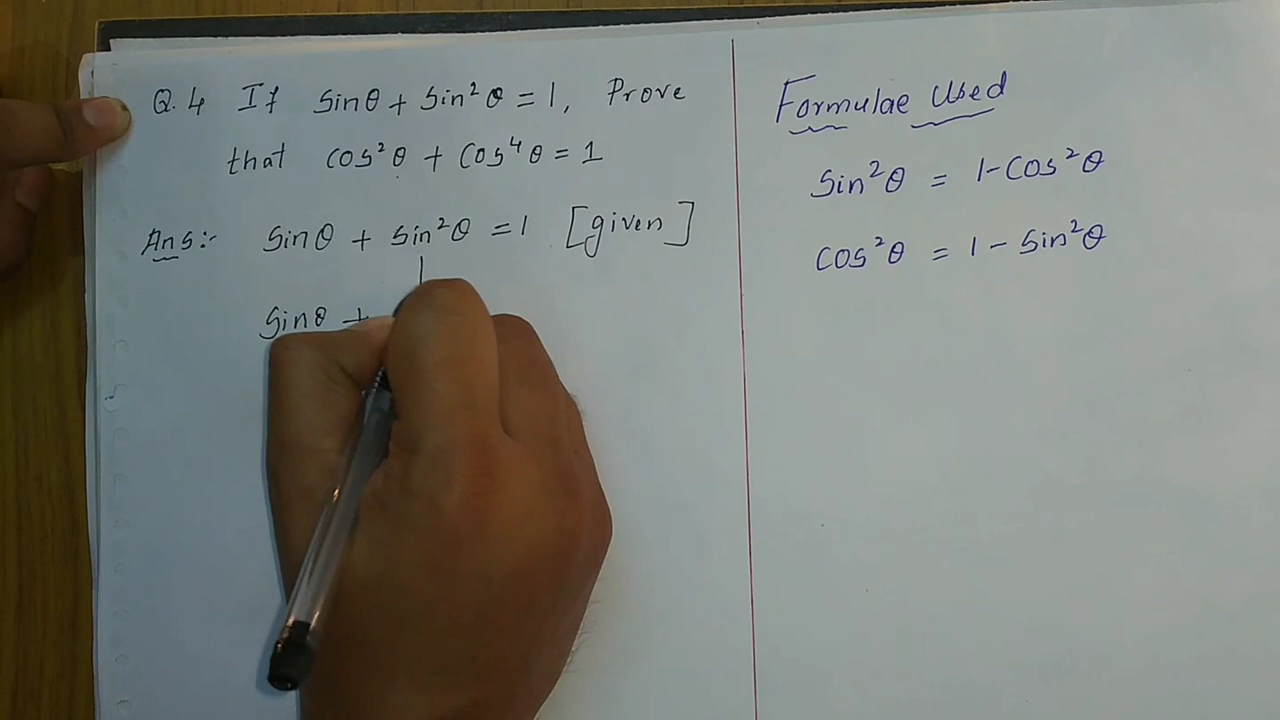 Q.4 If sinθ + sin²θ = 1, Prove
that cos²θ + cos⁴θ = 1
Ans:- sinθ + sin²θ = 1 [given]
sinθ +
Formulae Used
sin²θ = 1-cos²θ
cos²θ = 1 - sin²θ